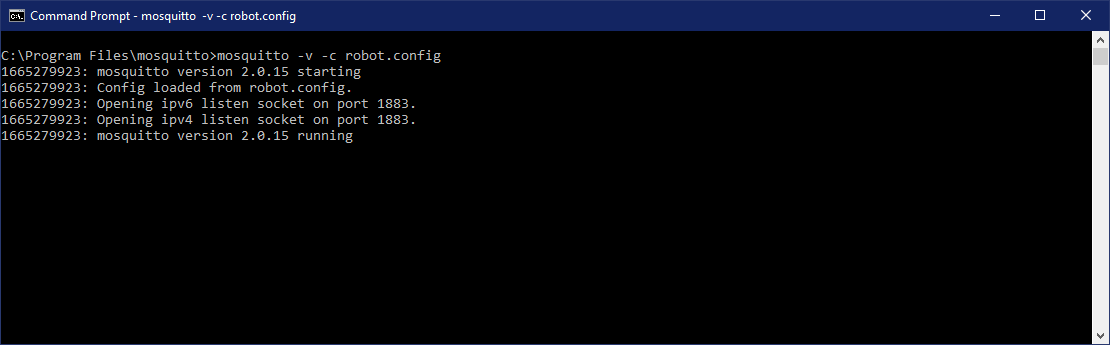 Command Prompt - mosquitto  -v -c robot.config
C:\Program Files\mosquitto>mosquitto -v -c robot.config
1665279923: mosquitto version 2.0.15 starting
1665279923: Config loaded from robot.config.
1665279923: Opening ipv6 listen socket on port 1883.
1665279923: Opening ipv4 listen socket on port 1883.
1665279923: mosquitto version 2.0.15 running